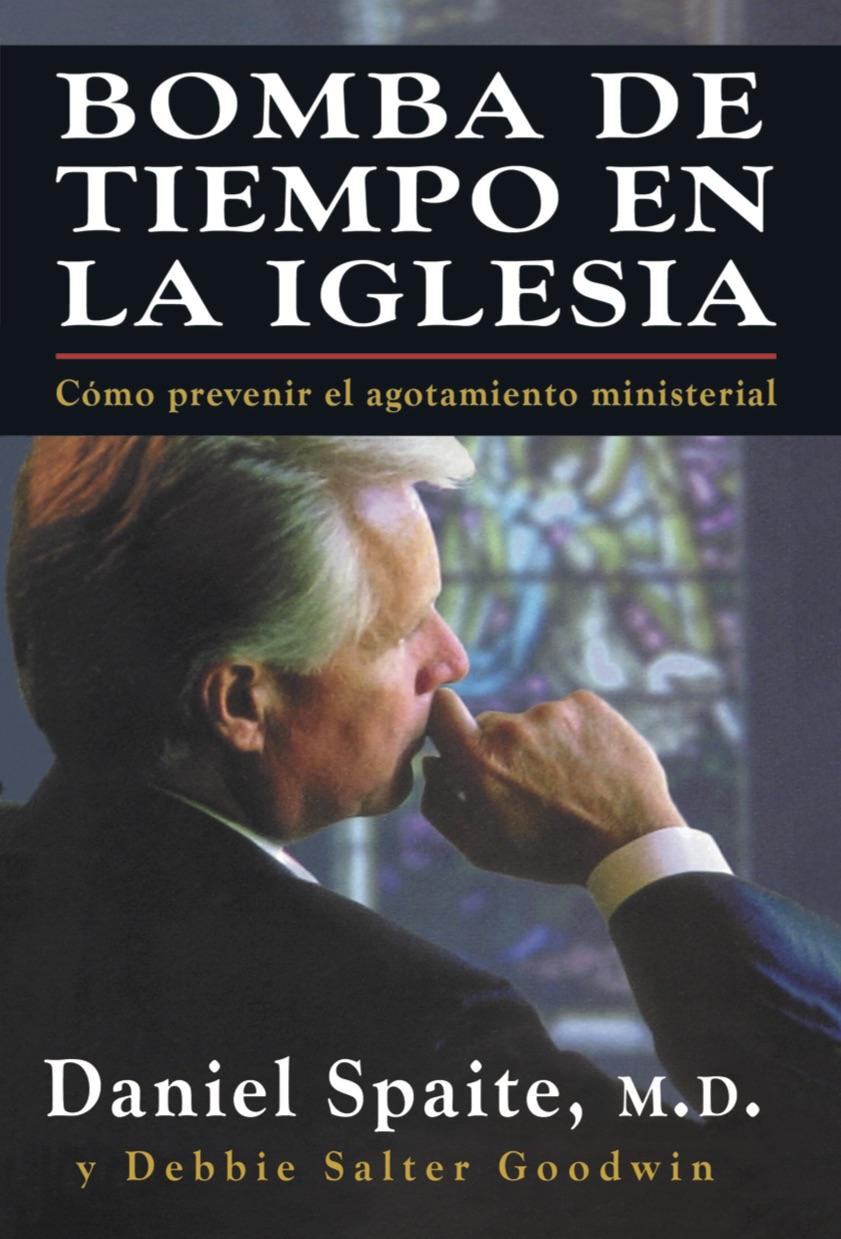 BOMBA DE
TIEMPO EN
LA IGLESIA
Cómo prevenir el agotamiento ministerial
Daniel Spaite, M.D.
y Debbie Salter Goodwin